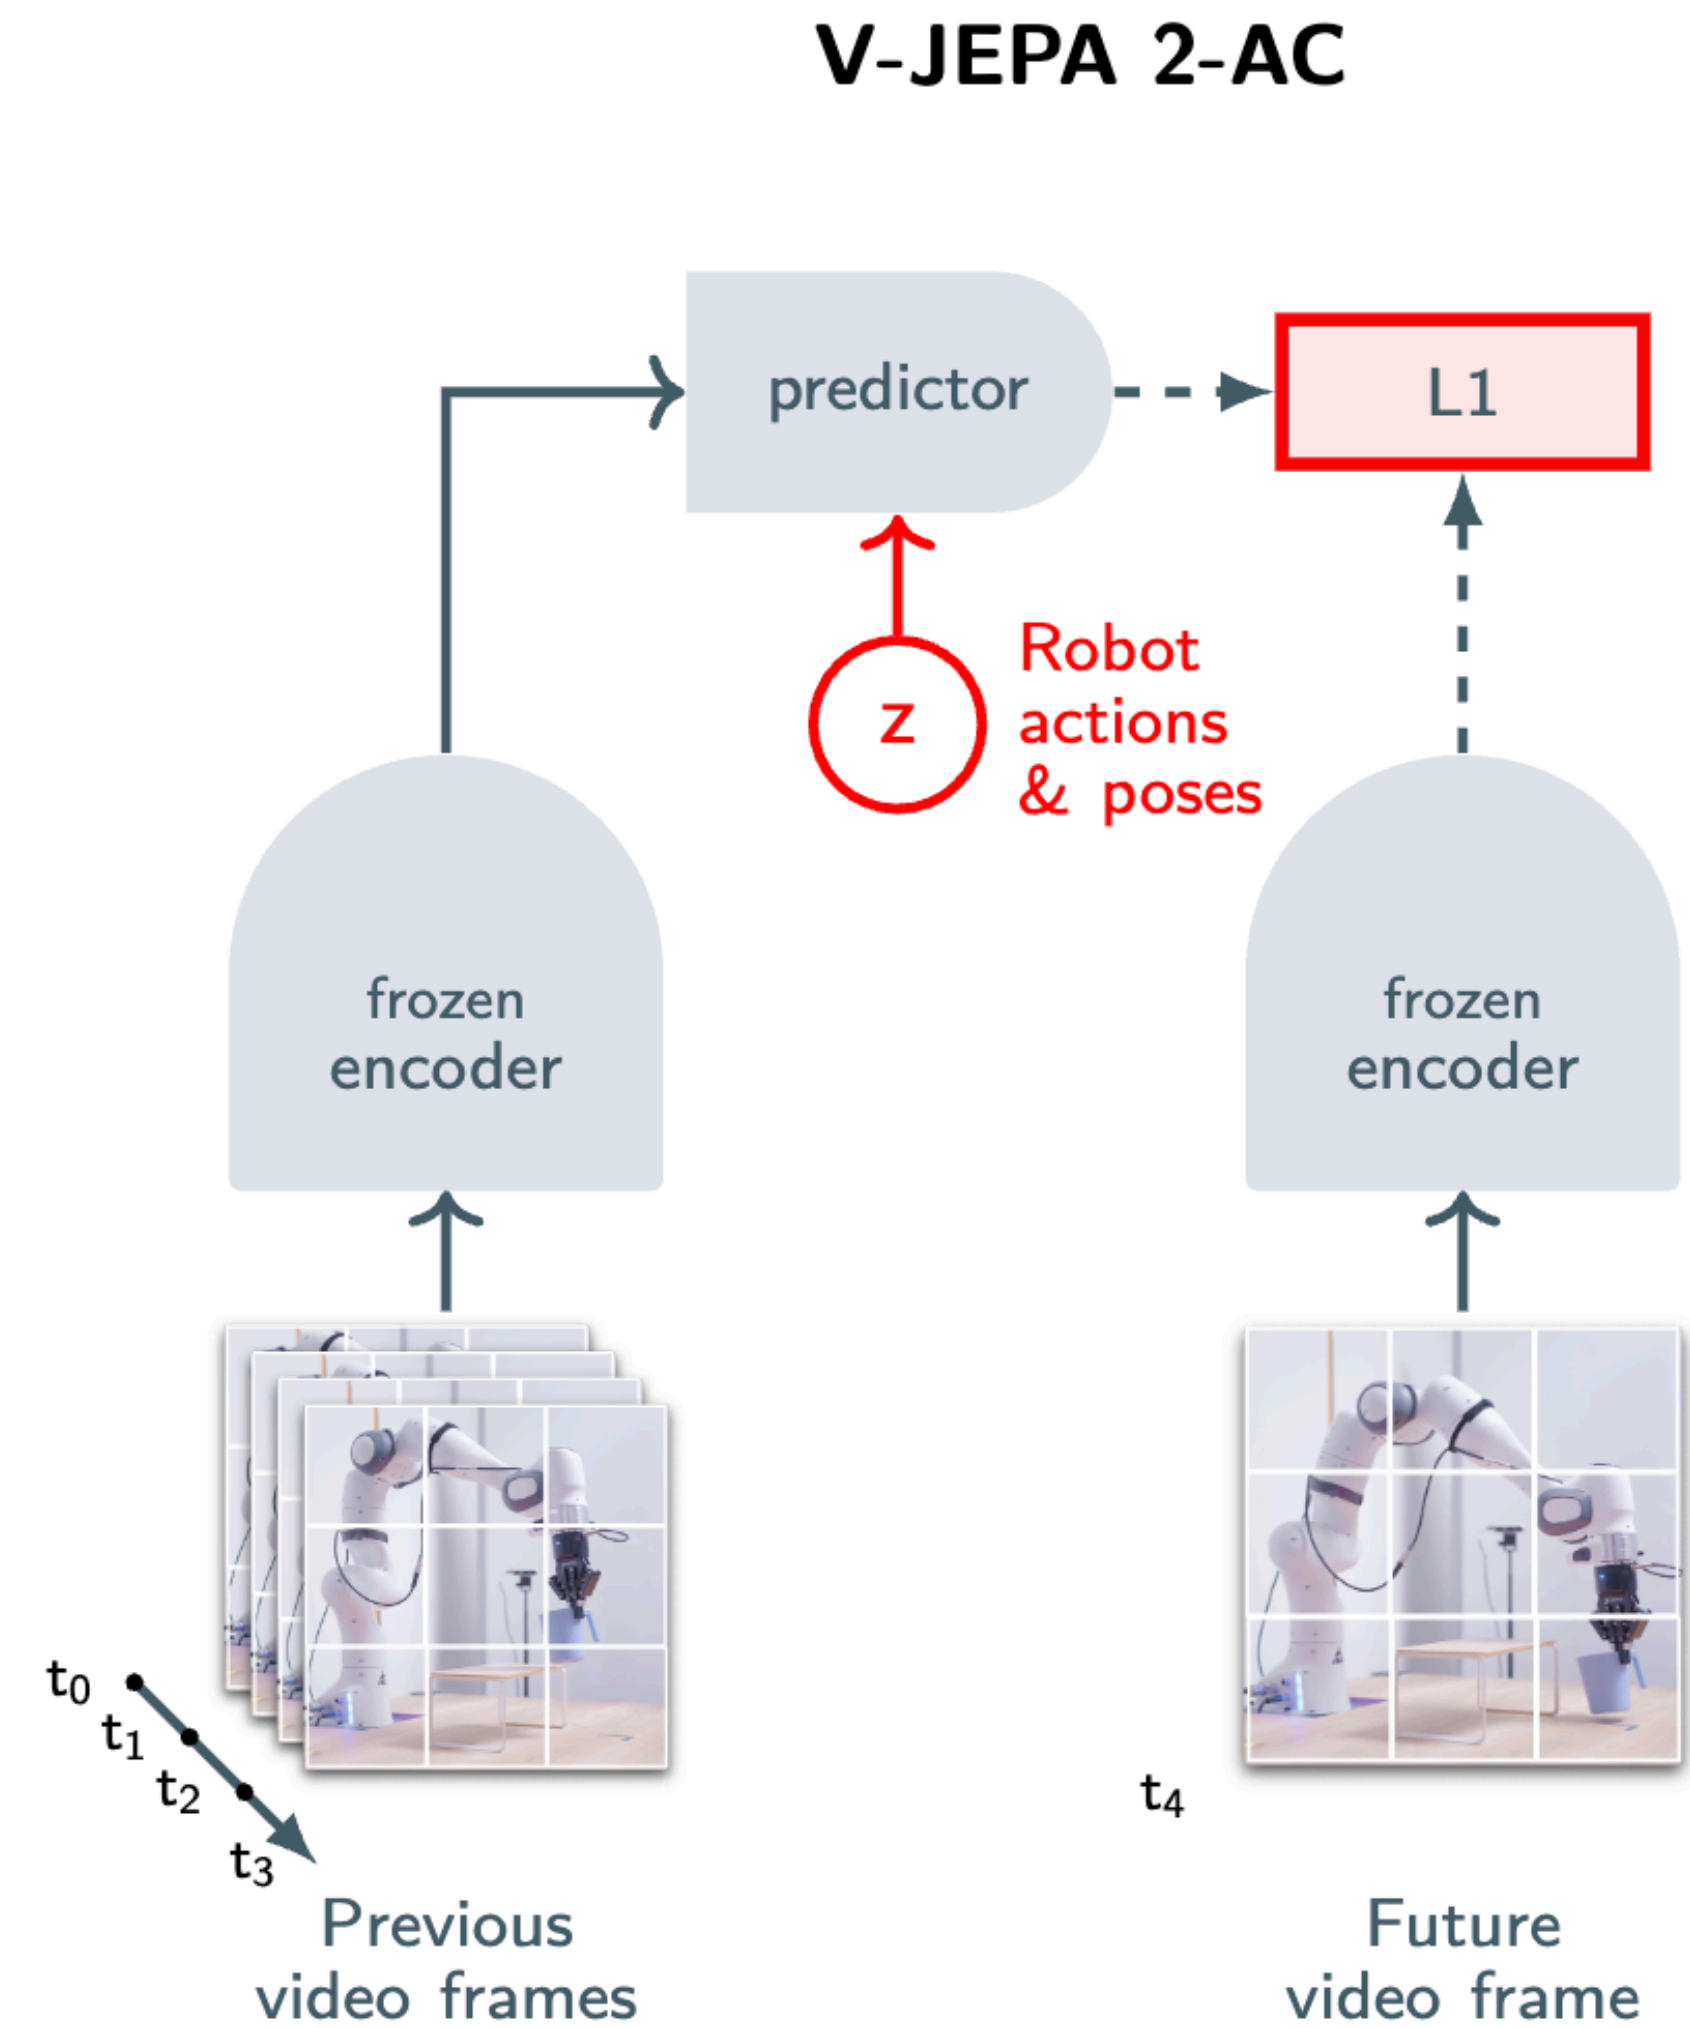 V-JEPA 2-AC
predictor
L1
z
Robot
actions
& poses
frozen
encoder
frozen
encoder
t₀
t₁
t₂
t₃
t₄
Previous
video frames
Future
video frame